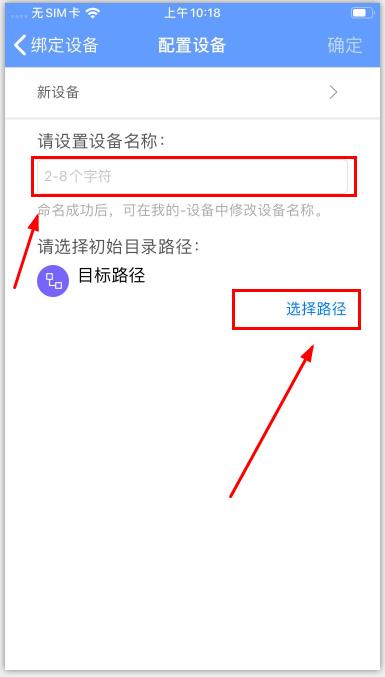 无SIM卡 上午10:18
绑定设备 配置设备 确定
新设备
请设置设备名称：
2-8个字符
命名成功后，可在我的-设备中修改设备名称。
请选择初始目录路径：
目标路径
选择路径